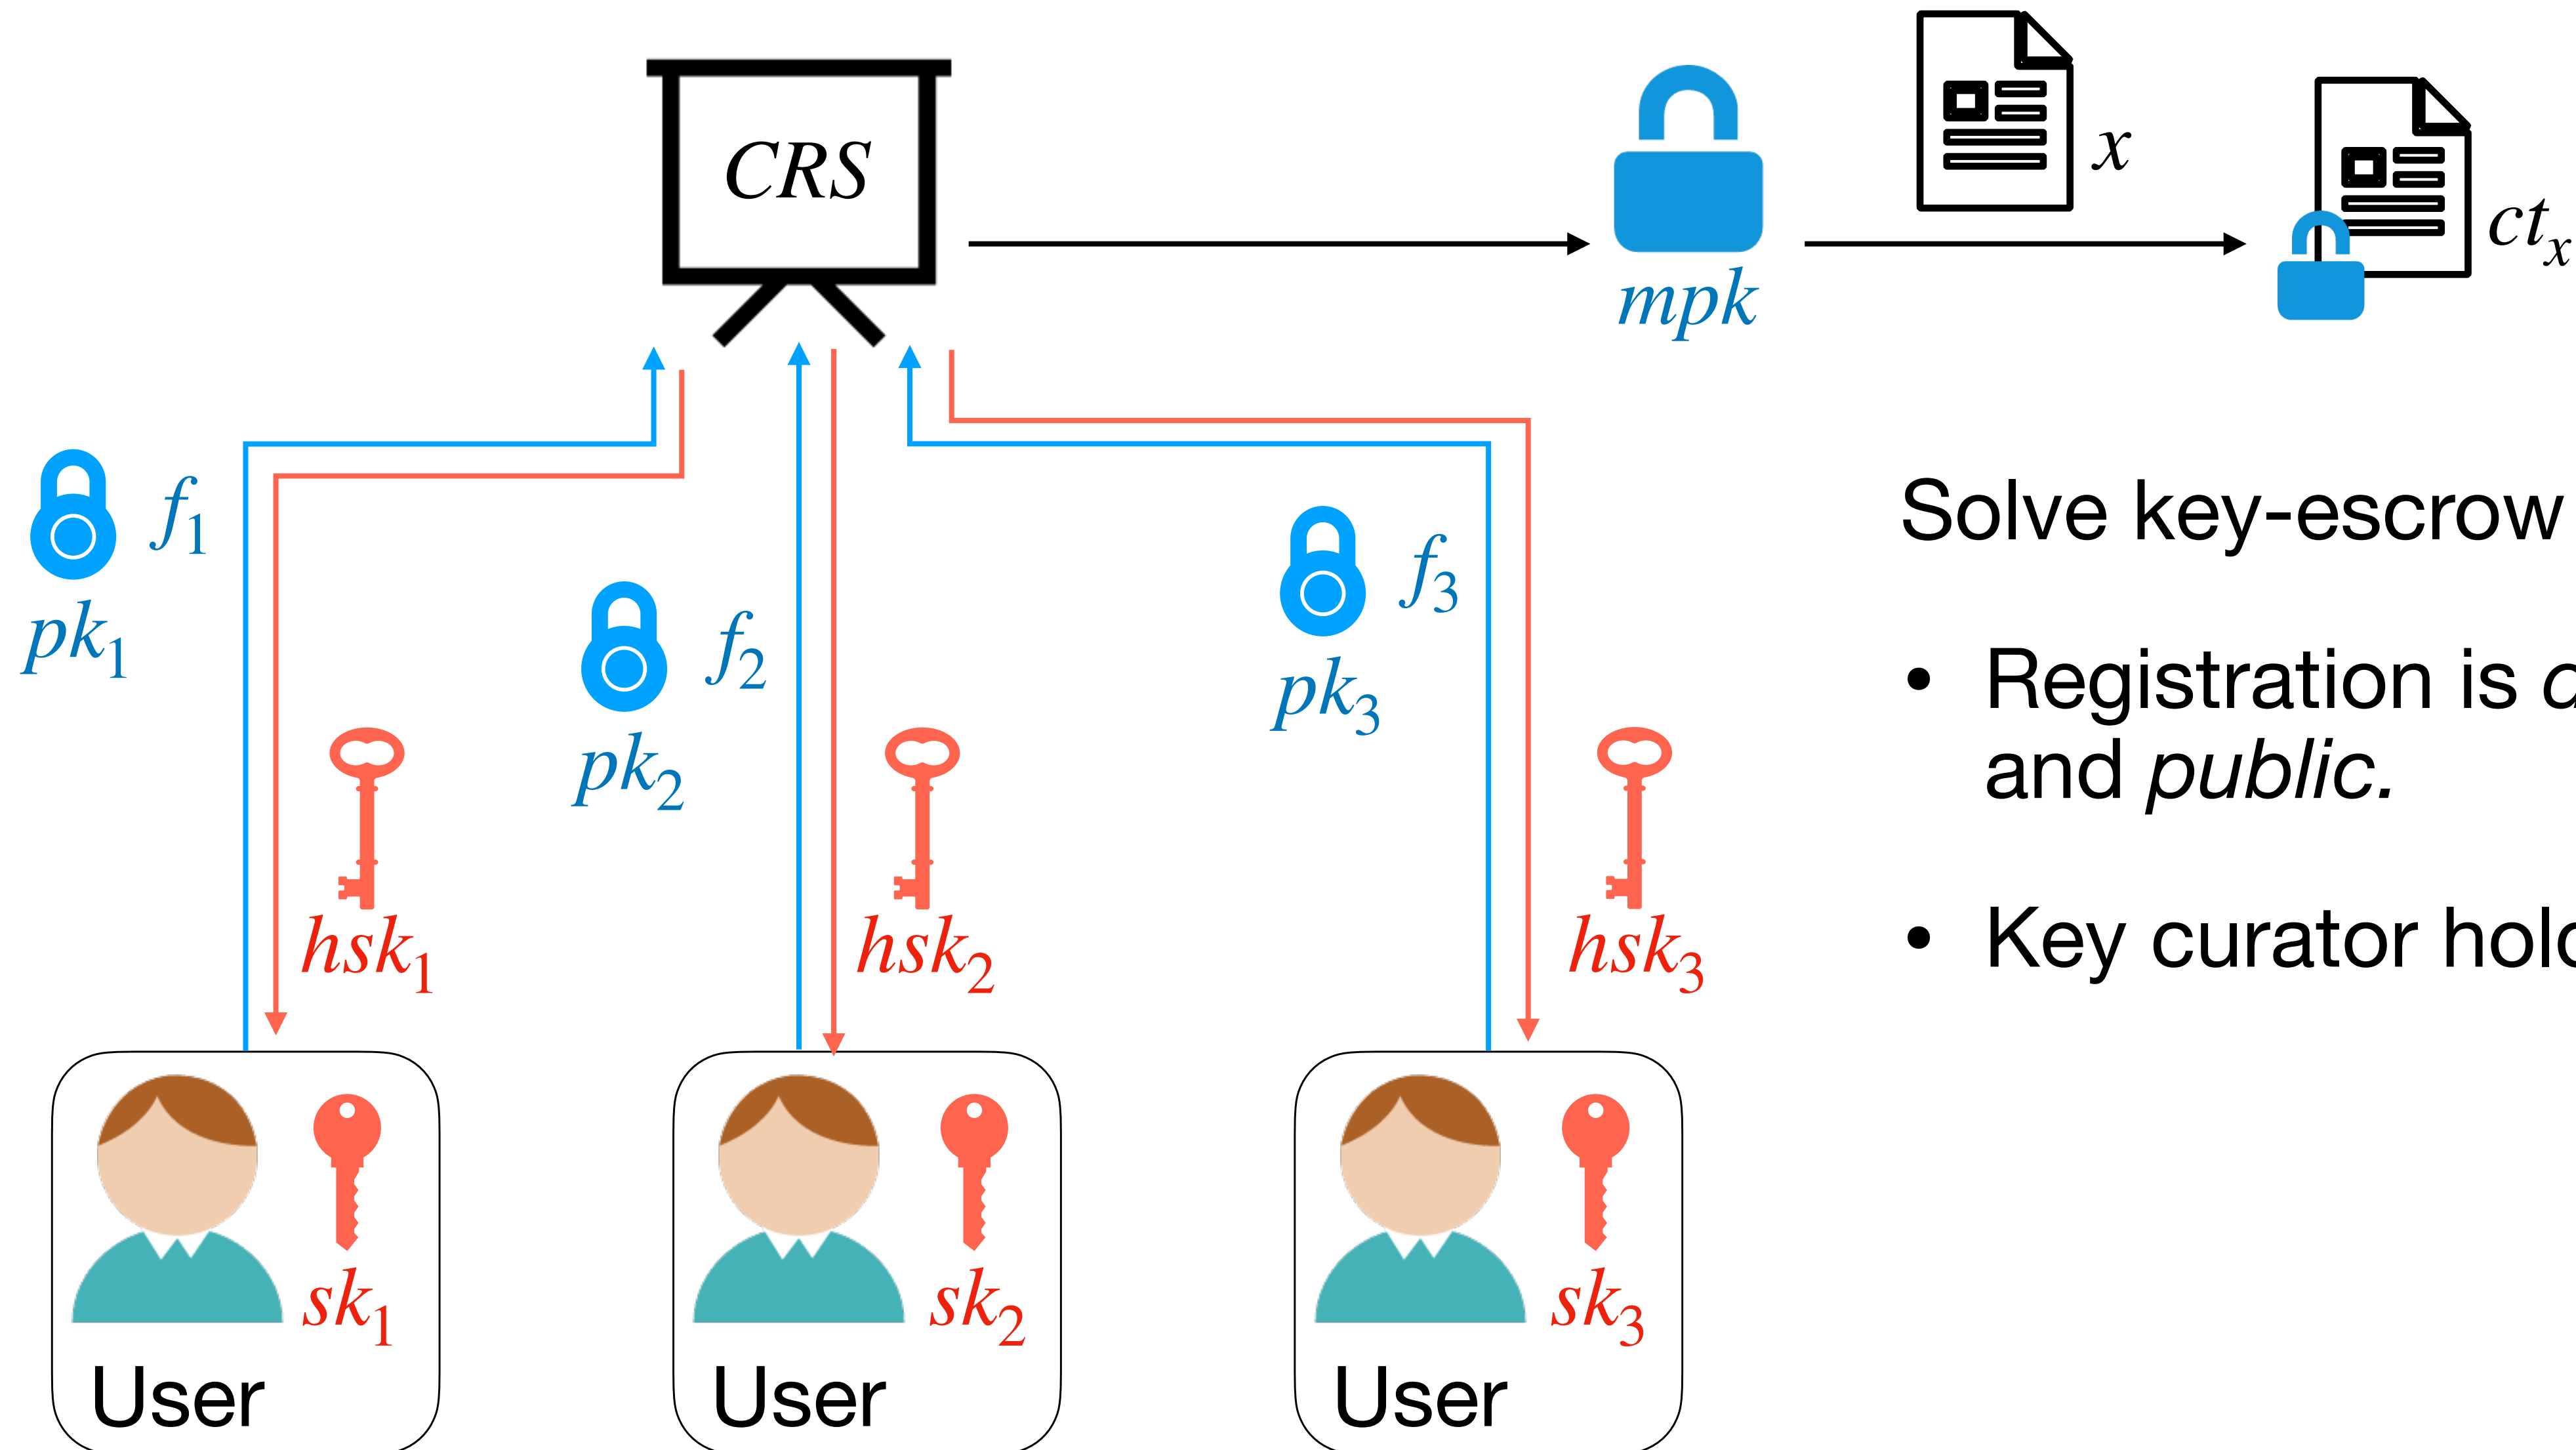 CRS
x
ct_x
mpk
f_1
pk_1
f_2
pk_2
f_3
pk_3
Solve key-escrow
• Registration is
and public.
• Key curator
hsk_1
hsk_2
hsk_3
sk_1
sk_2
sk_3
User
User
User